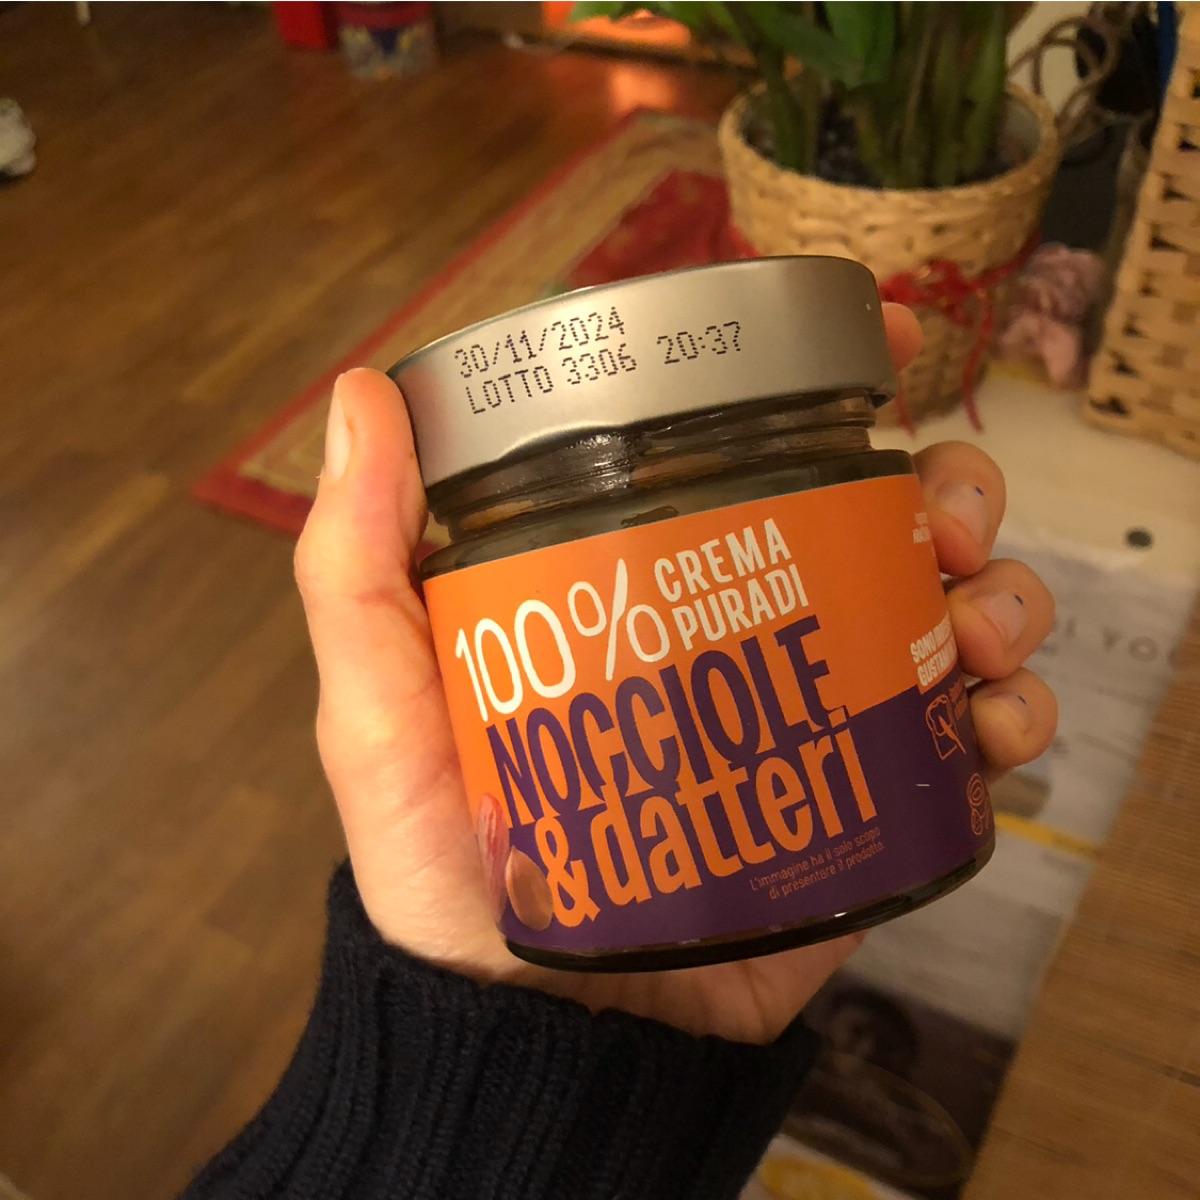 30/11/2024
LOTTO 3306 20:37
100% CREMA
PURA DI
NOCCIOLE
&datteri
L'immagine ha il solo scopo
di presentare il prodotto
SONO